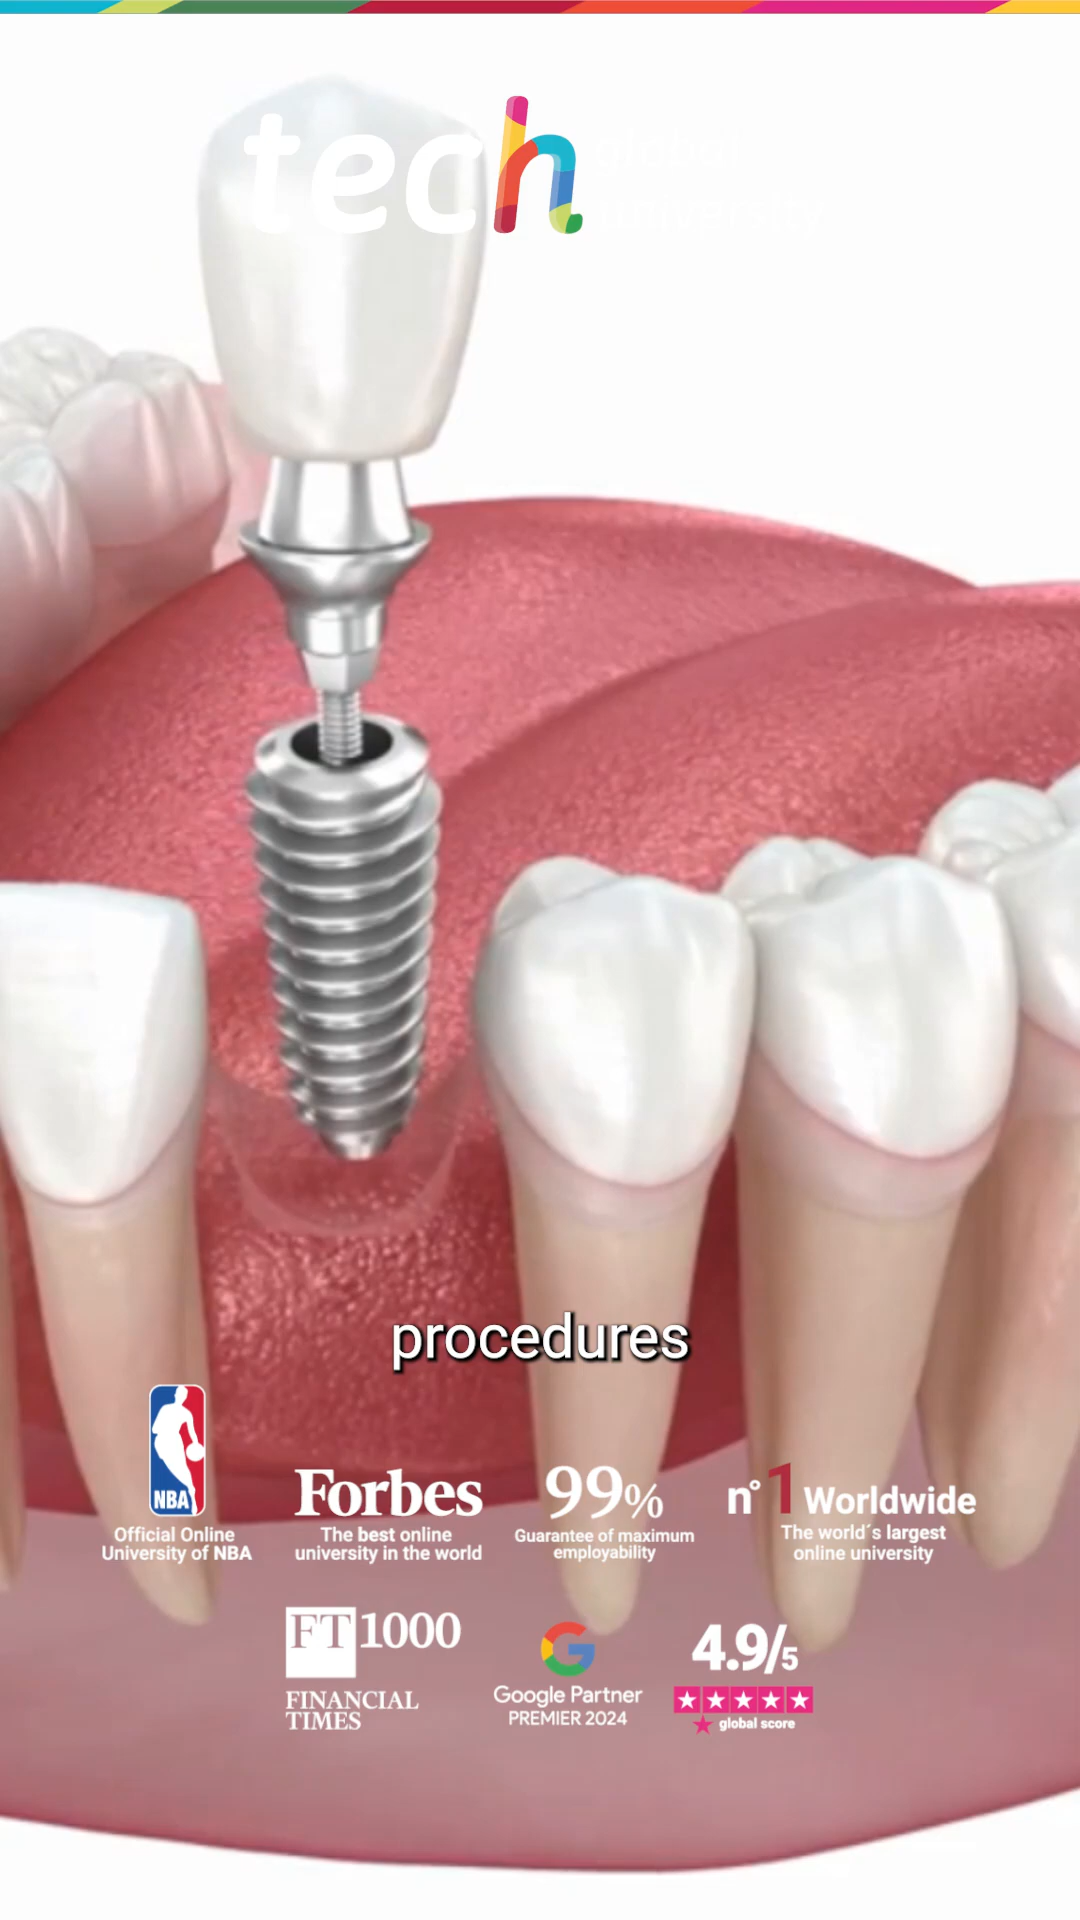 tech global university
procedures
NBA
Official Online
University of NBA
Forbes
The best online
university in the world
99%
Guarantee of maximum
employability
nº1 Worldwide
The world´s largest
online university
FT 1000
FINANCIAL
TIMES
Google Partner
PREMIER 2024
4.9/5
global score